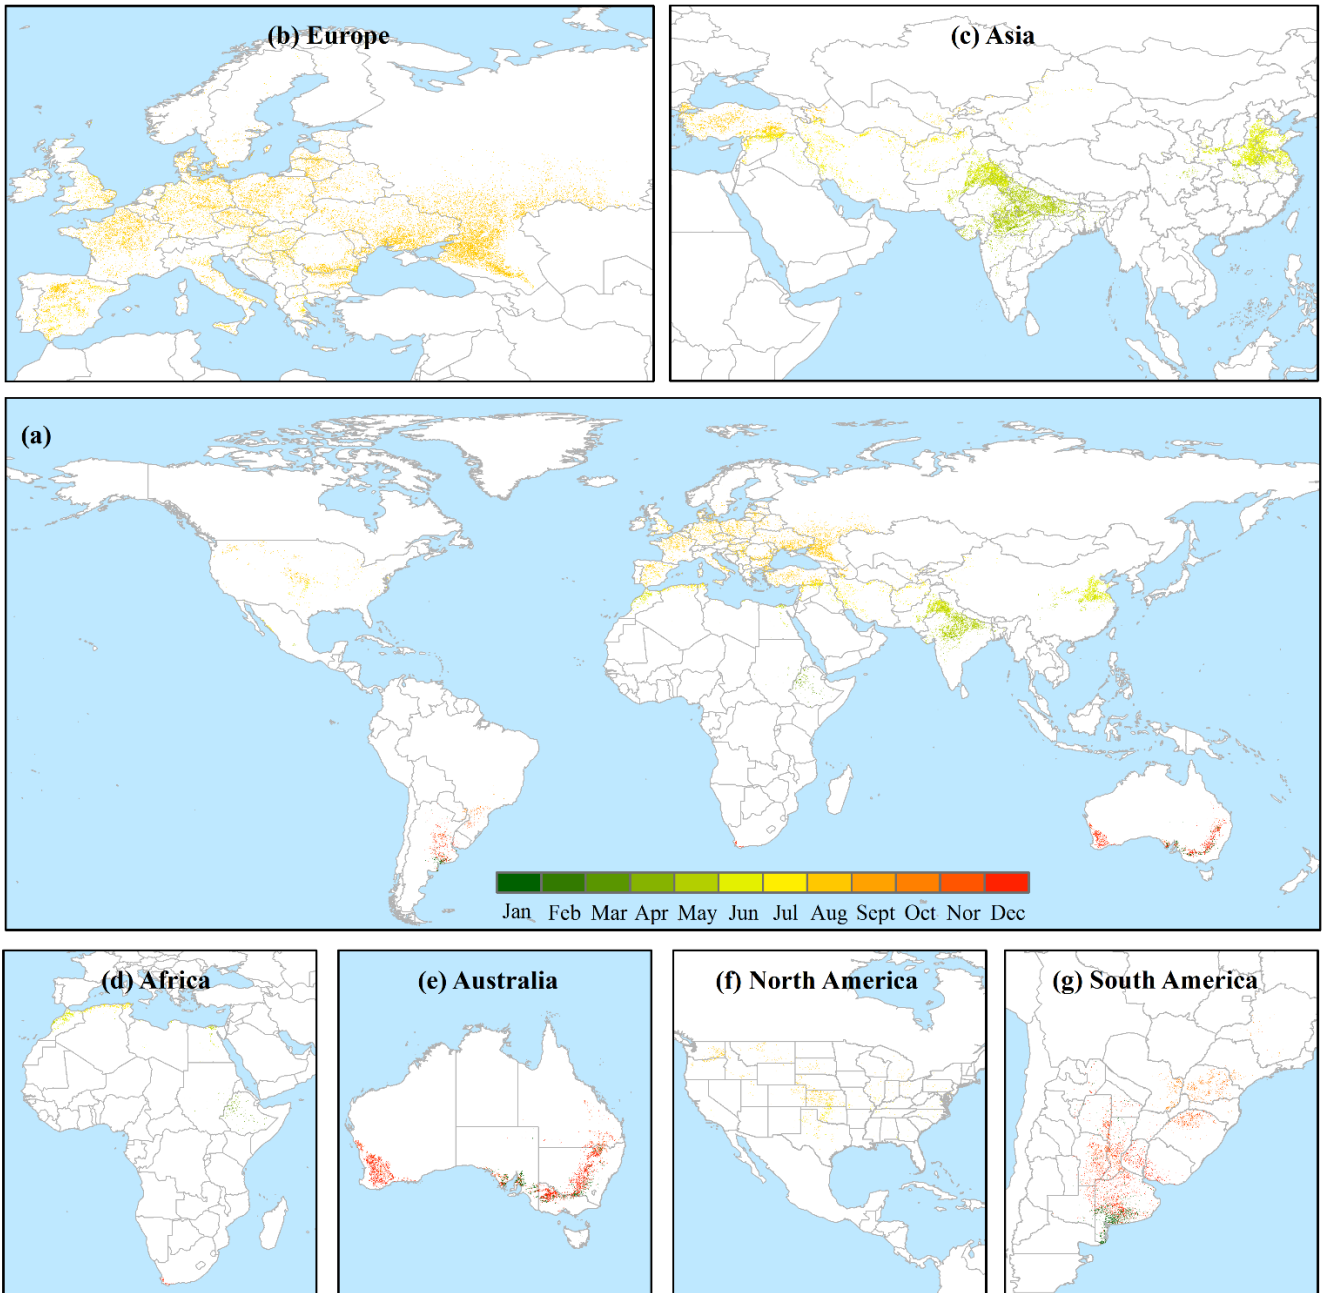 (b) Europe
(c) Asia
(a)
Jan Feb Mar Apr May Jun Jul Aug Sept Oct Nor Dec
(d) Africa
(e) Australia
(f) North America
(g) South America